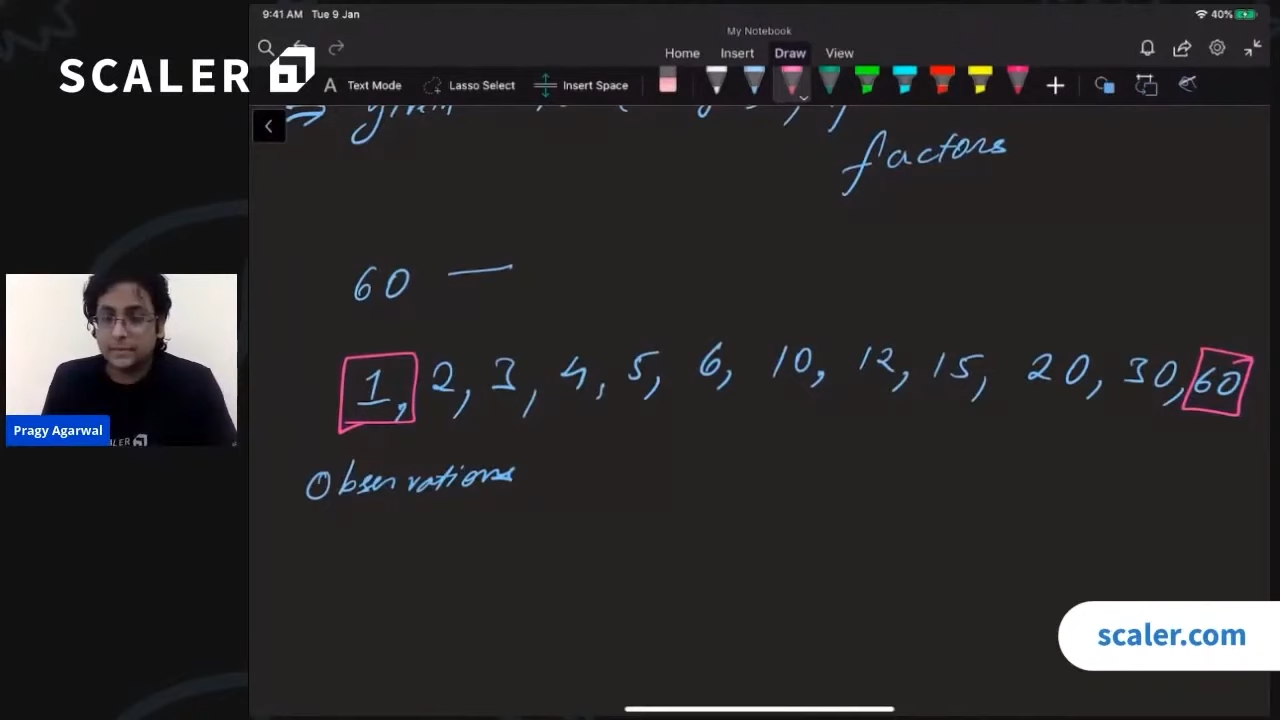 9:41 AM Tue 9 Jan
40%
My Notebook
Home Insert Draw View
SCALER
Text Mode Lasso Select Insert Space
given
factors
60 —
1, 2, 3, 4, 5, 6, 10, 12, 15, 20, 30, 60
Observations
Pragy Agarwal
scaler.com